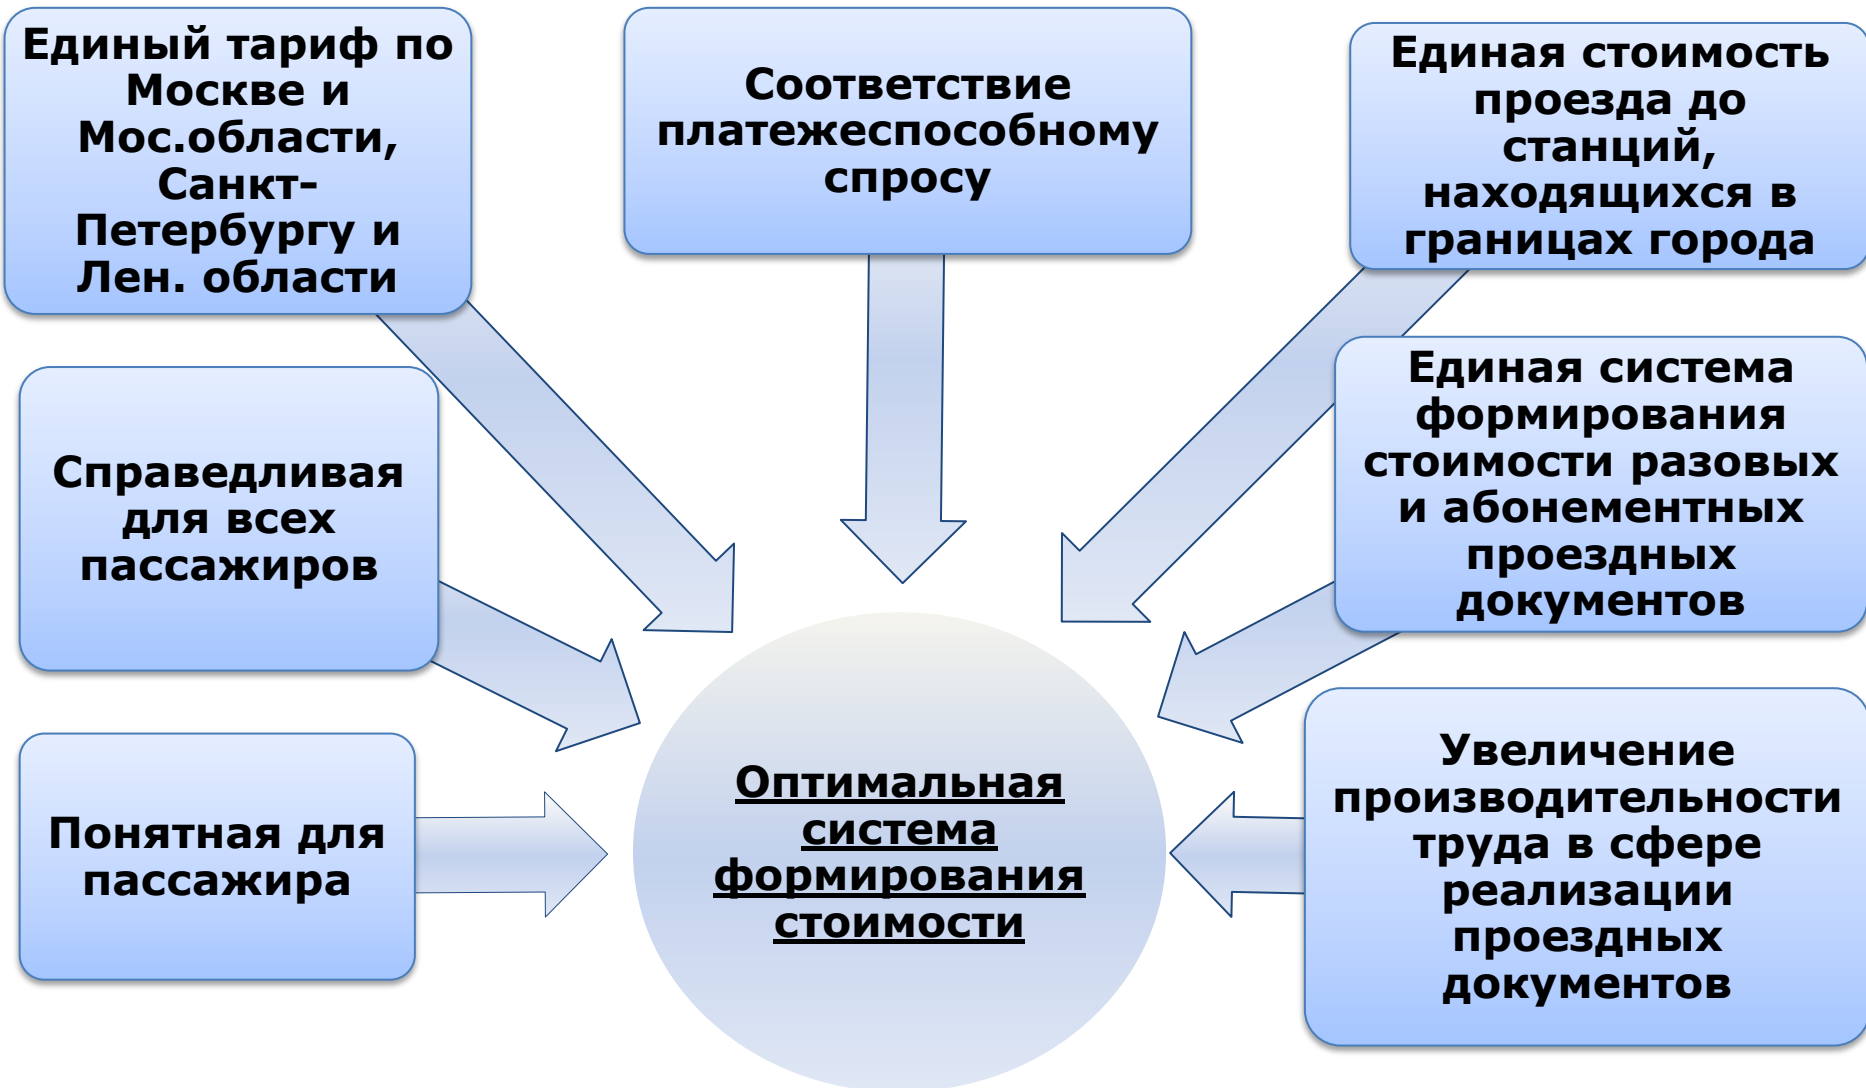 Единый тариф по
Москве и
Мос.области,
Санкт-
Петербургу и
Лен. области
Соответствие
платежеспособному
спросу
Единая стоимость
проезда до
станций,
находящихся в
границах города
Справедливая
для всех
пассажиров
Единая система
формирования
стоимости разовых
и абонементных
проездных
документов
Понятная для
пассажира
Оптимальная
система
формирования
стоимости
Увеличение
производительности
труда в сфере
реализации
проездных
документов